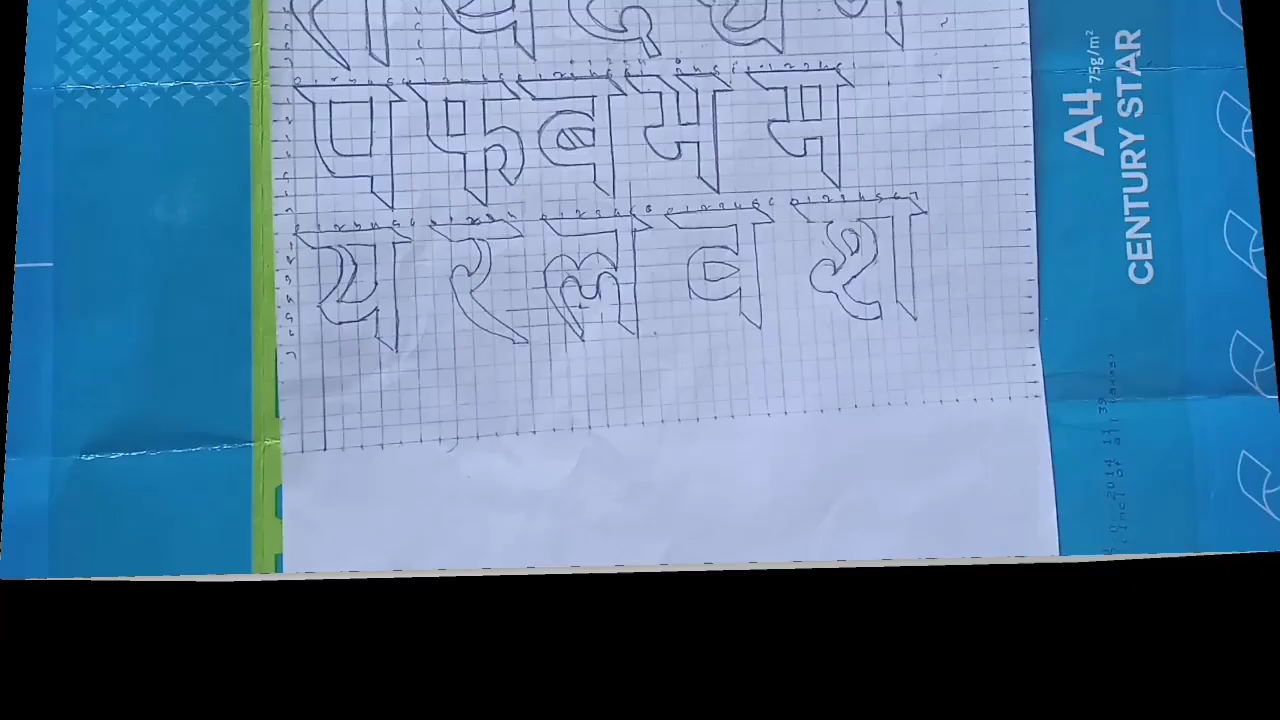 त थ द ध न
प फ ब भ म
य र ल व श
A4 75g/m²
CENTURY STAR